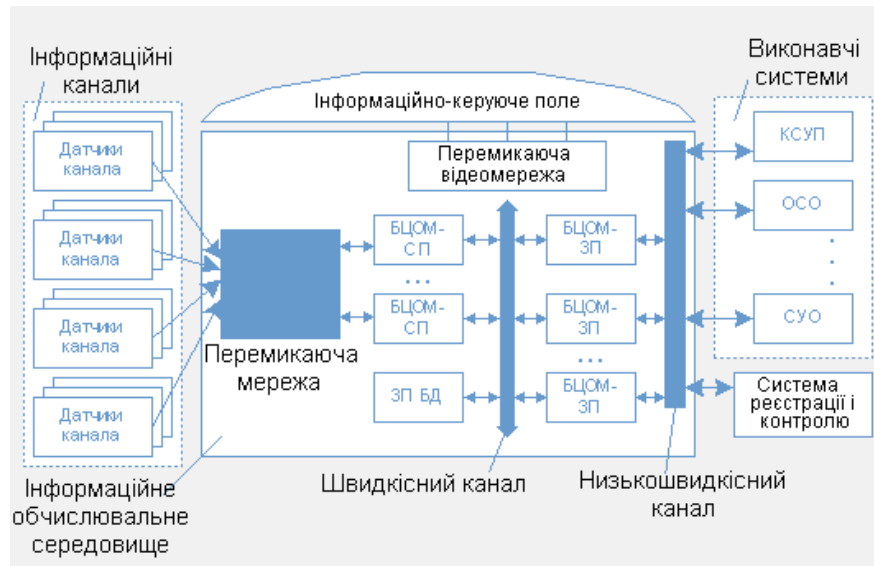 Інформаційні
канали
Датчики
канала
Датчики
канала
Датчики
канала
Датчики
канала
Інформаційне
обчислювальне
середовище
Інформаційно-керуюче поле
Перемикаюча
відеомережа
Перемикаюча
мережа
БЦОМ-
СП
...
БЦОМ-
СП
ЗП БД
БЦОМ-
ЗП
БЦОМ-
ЗП
...
БЦОМ-
ЗП
Швидкісний канал
Низькошвидкісний
канал
Виконавчі
системи
КСУП
ОСО
СУО
Система
реєстрації і
контролю